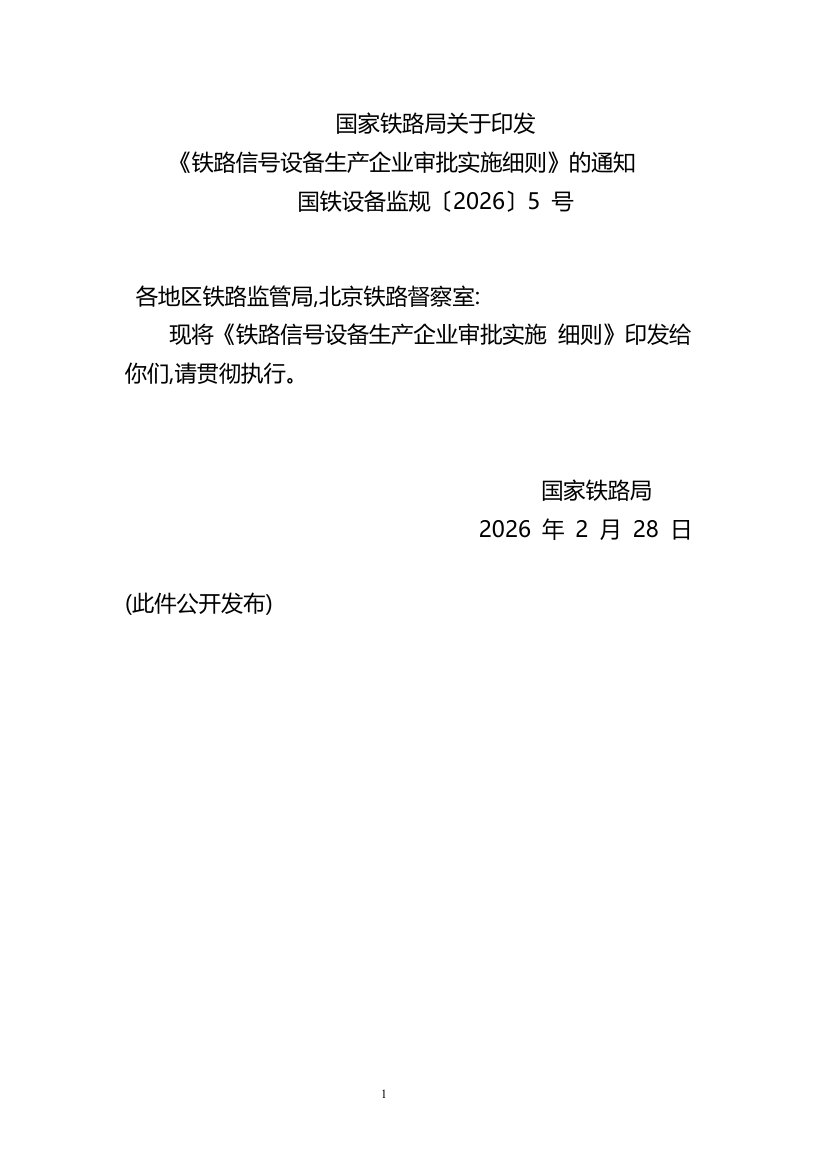 国家铁路局关于印发
《铁路信号设备生产企业审批实施细则》的通知
国铁设备监规〔2026〕5 号
各地区铁路监管局,北京铁路督察室:
现将《铁路信号设备生产企业审批实施 细则》印发给
你们,请贯彻执行。
国家铁路局
2026 年 2 月 28 日
(此件公开发布)
1